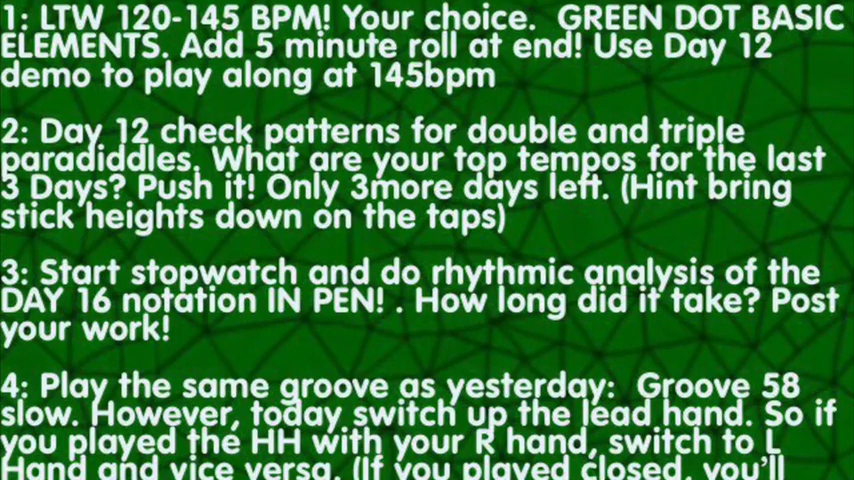 1: LTW 120-145 BPM! Your choice.  GREEN DOT BASIC
ELEMENTS. Add 5 minute roll at end! Use Day 12
demo to play along at 145bpm
2: Day 12 check patterns for double and triple
paradiddles. What are your top tempos for the last
3 Days? Push it! Only 3more days left. (Hint bring
stick heights down on the taps)
3: Start stopwatch and do rhythmic analysis of the
DAY 16 notation IN PEN! . How long did it take? Post
your work!
4: Play the same groove as yesterday:  Groove 58
slow. However, today switch up the lead hand. So if
you played the HH with your R hand, switch to L
Hand and vice versa. (If you played closed, you'll